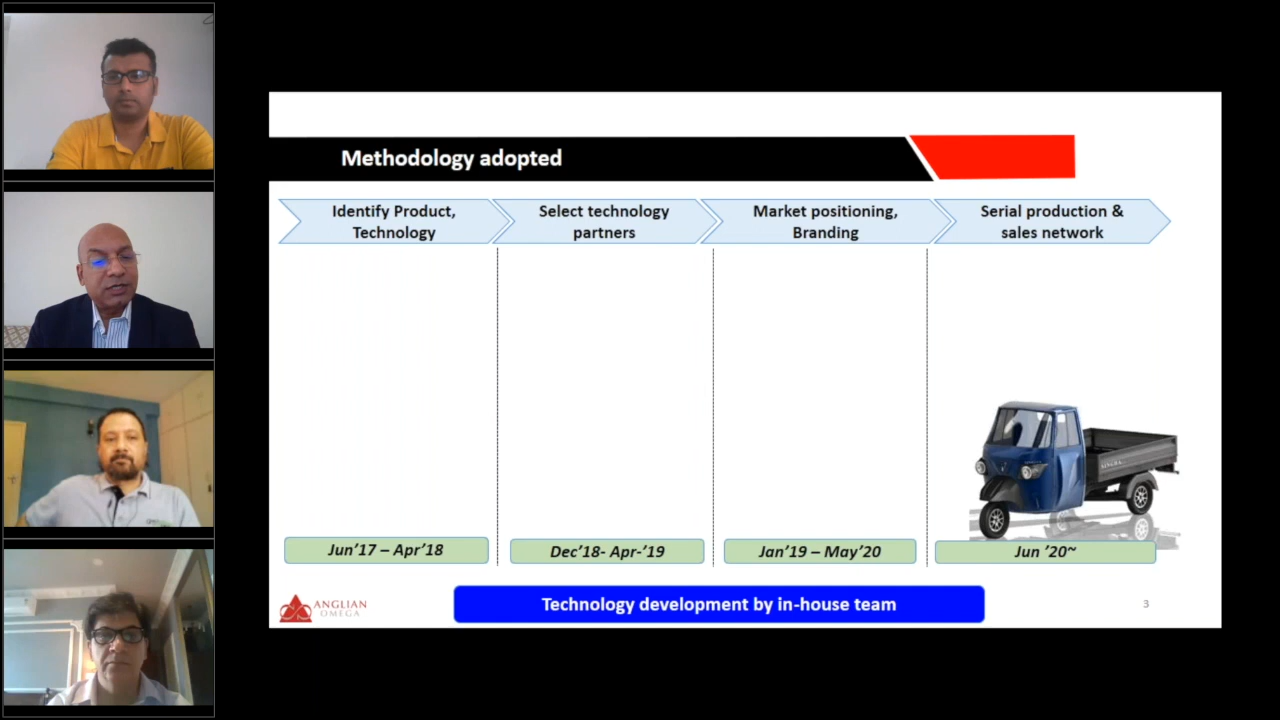 Methodology adopted
Identify Product,
Technology
Select technology
partners
Market positioning,
Branding
Serial production &
sales network
Jun’17 – Apr’18
Dec’18- Apr-’19
Jan’19 – May’20
Jun ’20~
ANGLIAN
OMEGA
Technology development by in-house team
3